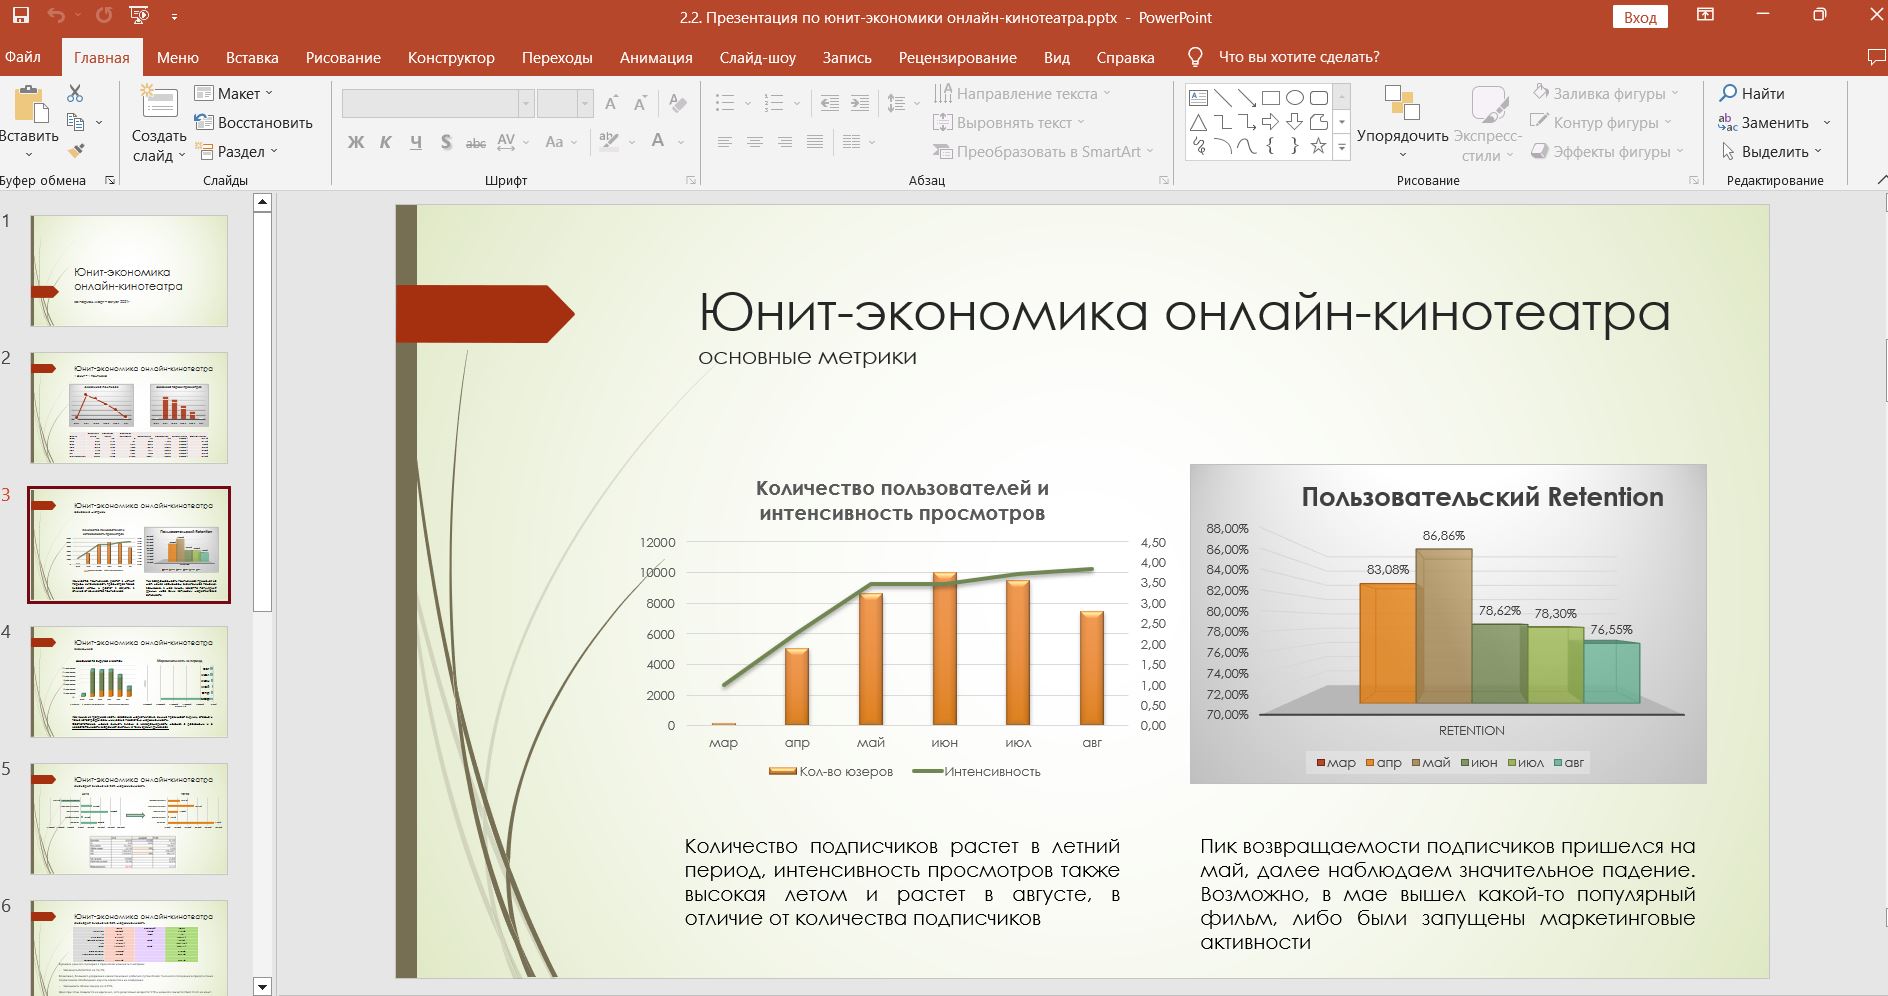 2.2. Презентация по юнит-экономики онлайн-кинотеатра.pptx - PowerPoint
Вход
Файл Главная Меню Вставка Рисование Конструктор Переходы Анимация Слайд-шоу Запись Рецензирование Вид Справка Что вы хотите сделать?
Вставить
Буфер обмена
Создать слайд
Макет
Восстановить
Раздел
Слайды
Ж К Ч S abc AV Aa A
Шрифт
Направление текста
Выровнять текст
Преобразовать в SmartArt
Абзац
Упорядочить
Экспресс-стили
Заливка фигуры
Контур фигуры
Эффекты фигуры
Рисование
Найти
Заменить
Выделить
Редактирование
1
Юнит-экономика
онлайн-кинотеатра
2
Юнит-экономика онлайн-кинотеатра
3
Юнит-экономика онлайн-кинотеатра
4
Юнит-экономика онлайн-кинотеатра
5
Юнит-экономика онлайн-кинотеатра
6
Юнит-экономика онлайн-кинотеатра
Юнит-экономика онлайн-кинотеатра
основные метрики
Количество пользователей и
интенсивность просмотров
12000
10000
8000
6000
4000
2000
0
4,50
4,00
3,50
3,00
2,50
2,00
1,50
1,00
0,50
0,00
мар апр май июн июл авг
Кол-во юзеров Интенсивность
Пользовательский Retention
88,00%
86,00%
84,00%
82,00%
80,00%
78,00%
76,00%
74,00%
72,00%
70,00%
83,08%
86,86%
78,62%
78,30%
76,55%
RETENTION
мар апр май июн июл авг
Количество подписчиков растет в летний
период, интенсивность просмотров также
высокая летом и растет в августе, в
отличие от количества подписчиков
Пик возвращаемости подписчиков пришелся на
май, далее наблюдаем значительное падение.
Возможно, в мае вышел какой-то популярный
фильм, либо были запущены маркетинговые
активности